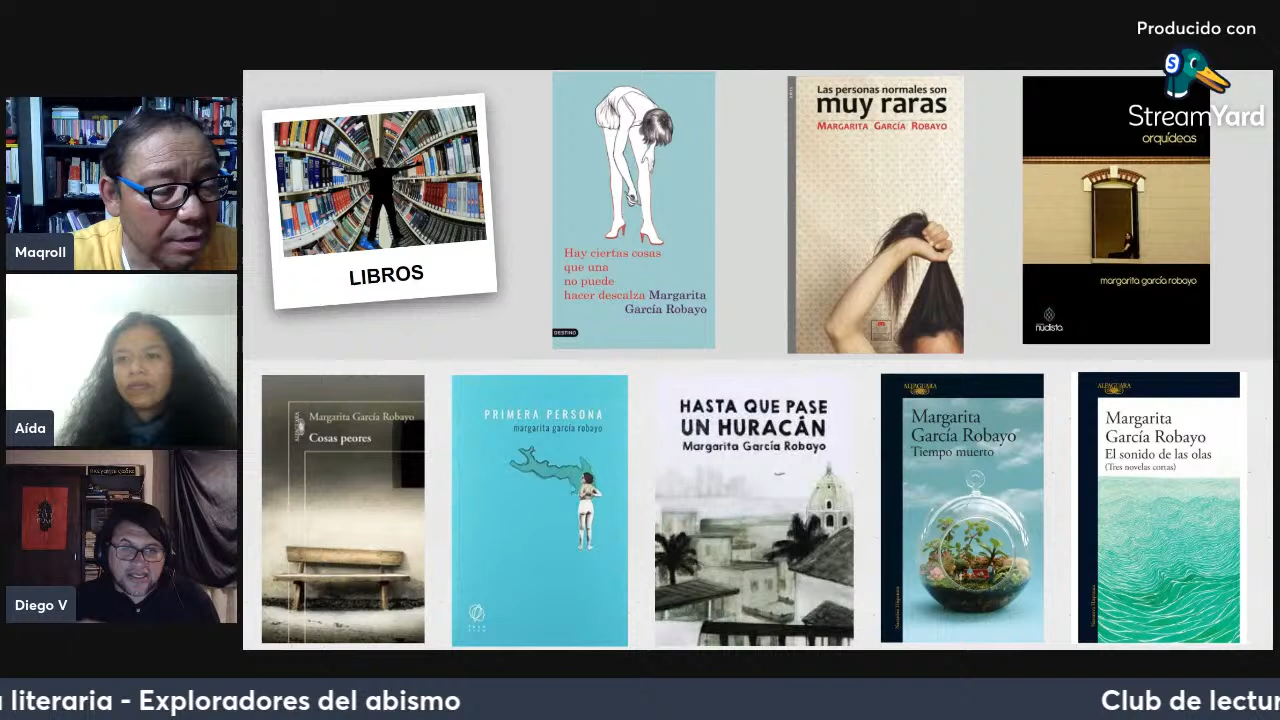 Producido con
StreamYard
Maqroll
Aída
Diego V
LIBROS
Hay ciertas cosas
que una
no puede
hacer descalza Margarita
García Robayo
DESTINO
Las personas normales son
muy raras
MARGARITA GARCÍA ROBAYO
orquídeas
margarita garcía robayo
nudista
Margarita García Robayo
Cosas peores
ALFAGUARA
PRIMERA PERSONA
margarita garcía robayo
HASTA QUE PASE
UN HURACÁN
Margarita García Robayo
ALFAGUARA
Margarita
García Robayo
Tiempo muerto
ALFAGUARA
Margarita
García Robayo
El sonido de las olas
(Tres novelas cortas)
literaria - Exploradores del abismo
Club de lectur